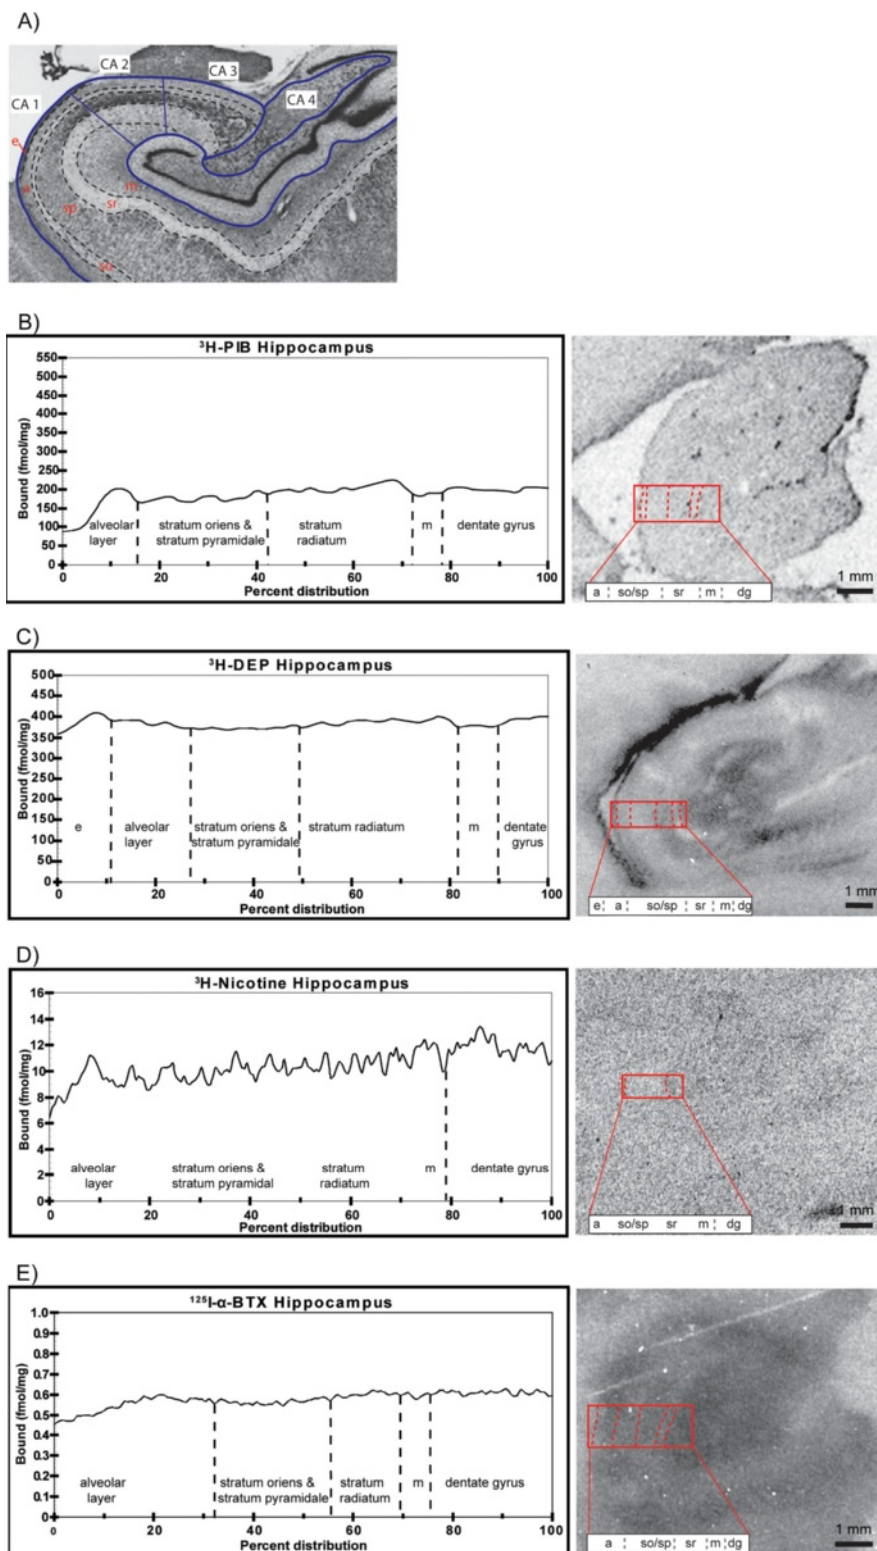 A)
CA 1
CA 2
CA 3
CA 4
e
a
sp
sr
m
so
B)
³H-PIB Hippocampus
Bound (fmol/mg)
550
500
450
400
350
300
250
200
150
100
50
0
alveolar
layer
stratum oriens &
stratum pyramidale
stratum
radiatum
m
dentate gyrus
0 20 40 60 80 100
Percent distribution
a so/sp sr m dg
1 mm
C)
³H-DEP Hippocampus
Bound (fmol/mg)
500
450
400
350
300
250
200
150
100
50
0
e
alveolar
layer
stratum oriens &
stratum pyramidale
stratum radiatum
m
dentate
gyrus
0 20 40 60 80 100
Percent distribution
e a so/sp sr m dg
1 mm
D)
³H-Nicotine Hippocampus
Bound (fmol/mg)
16
14
12
10
8
6
4
2
0
alveolar
layer
stratum oriens &
stratum pyramidal
stratum
radiatum
m
dentate gyrus
0 20 40 60 80 100
Percent distribution
a so/sp sr m dg
1 mm
E)
¹²⁵I-α-BTX Hippocampus
Bound (fmol/mg)
1.0
0.9
0.8
0.7
0.6
0.5
0.4
0.3
0.2
0.1
0
alveolar
layer
stratum oriens &
stratum pyramidale
stratum
radiatum
m
dentate gyrus
0 20 40 60 80 100
Percent distribution
a so/sp sr m dg
1 mm